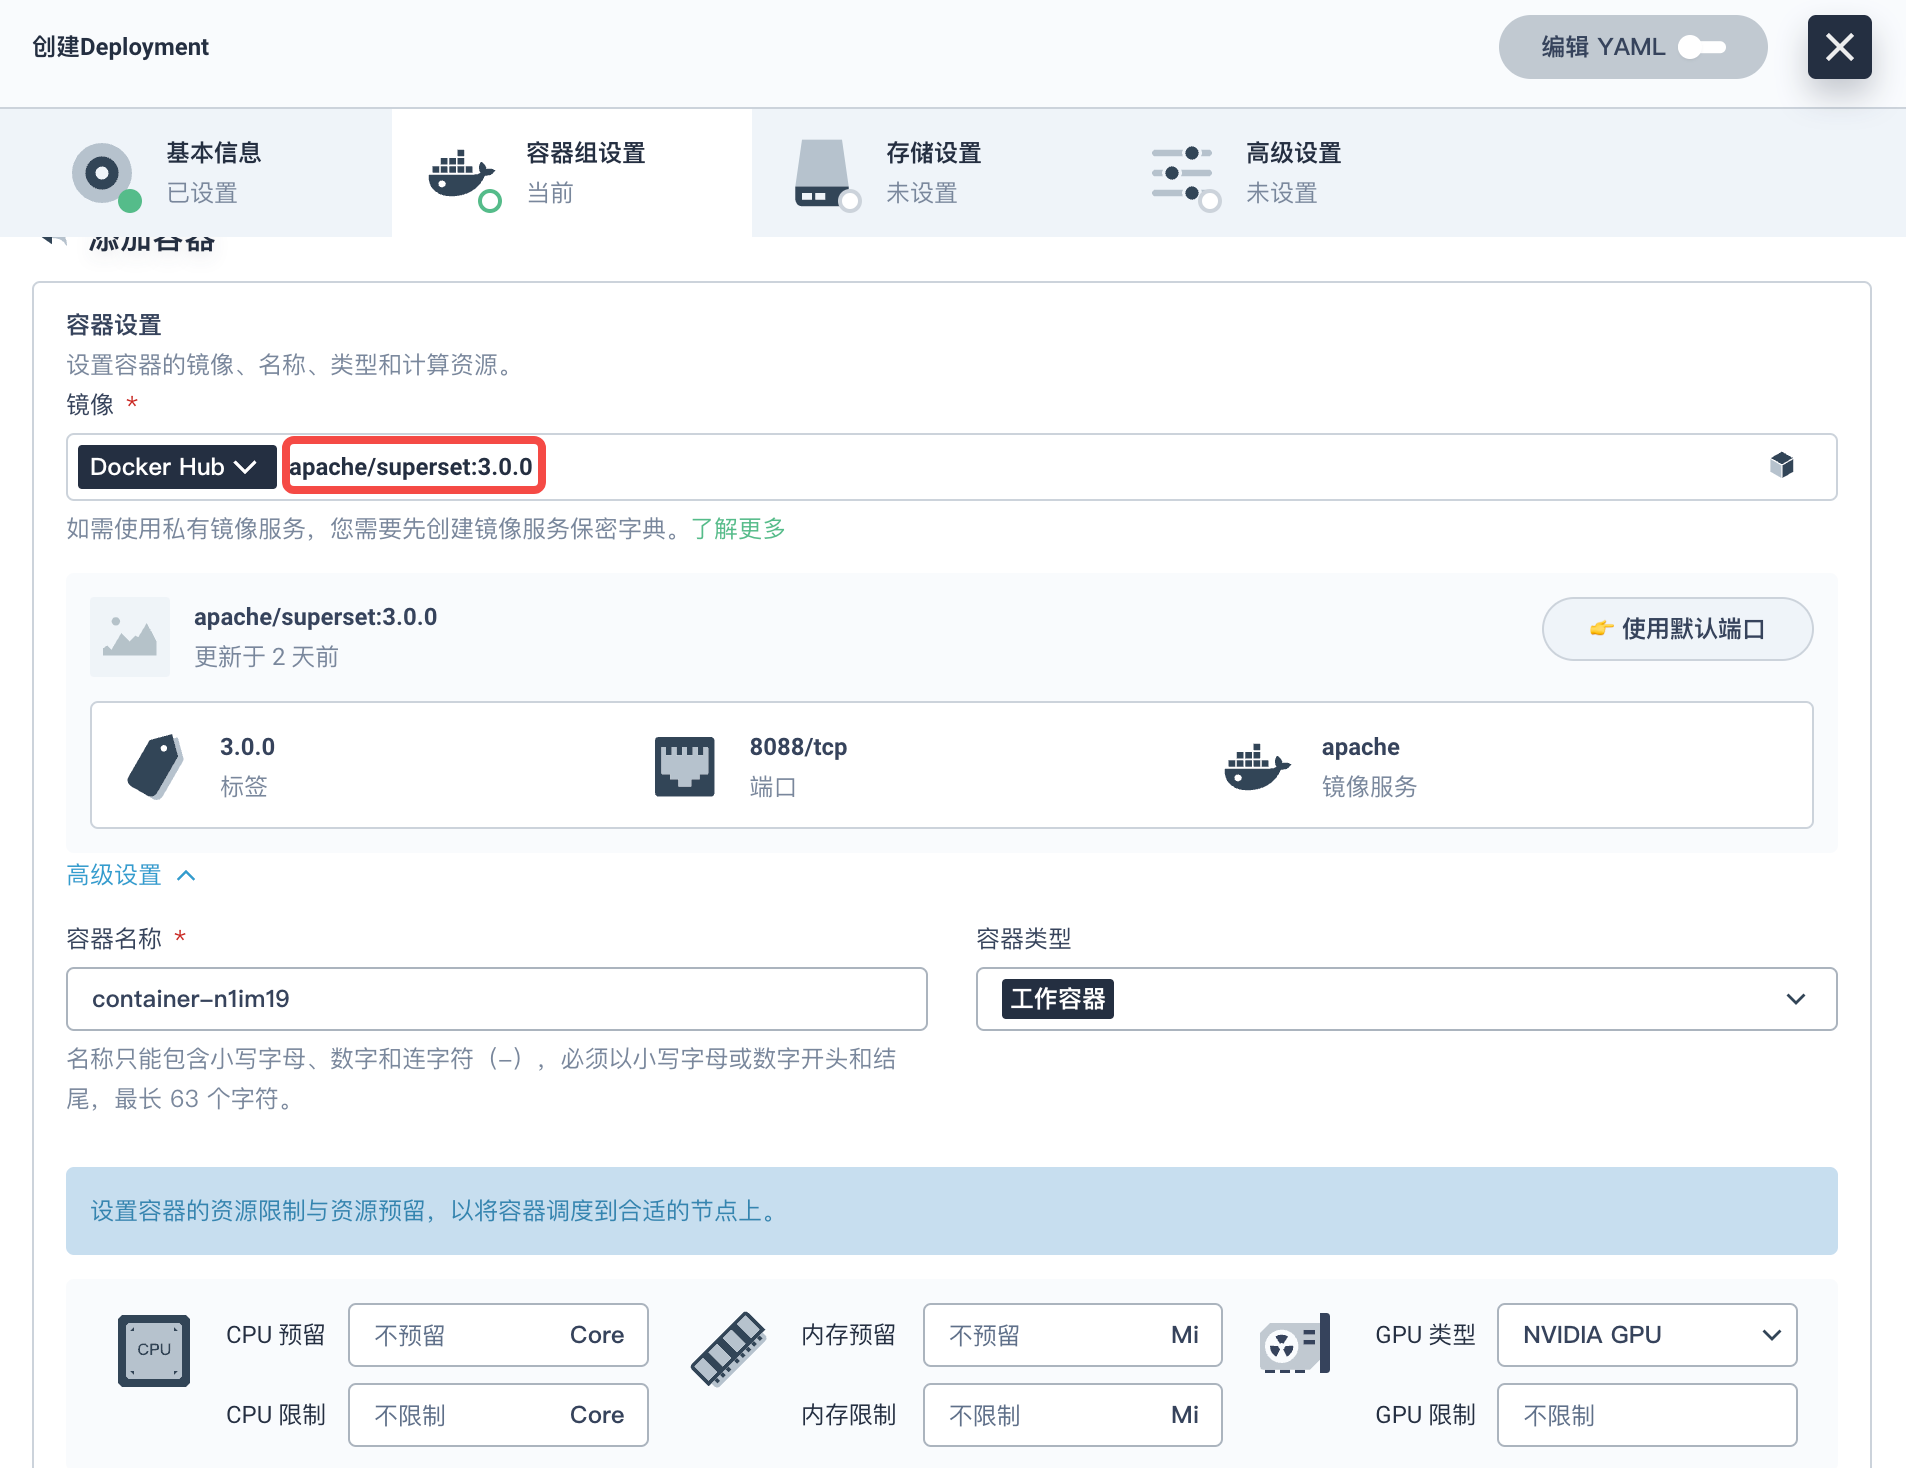 创建Deployment
编辑 YAML
基本信息
已设置
容器组设置
当前
存储设置
未设置
高级设置
未设置
添加容器
容器设置
设置容器的镜像、名称、类型和计算资源。
镜像 *
Docker Hub
apache/superset:3.0.0
如需使用私有镜像服务，您需要先创建镜像服务保密字典。了解更多
apache/superset:3.0.0
更新于 2 天前
👉 使用默认端口
3.0.0
标签
8088/tcp
端口
apache
镜像服务
高级设置
容器名称 *
container-n1im19
名称只能包含小写字母、数字和连字符（-），必须以小写字母或数字开头和结
尾，最长 63 个字符。
容器类型
工作容器
设置容器的资源限制与资源预留，以将容器调度到合适的节点上。
CPU
CPU 预留
不预留 Core
内存预留
不预留 Mi
GPU 类型
NVIDIA GPU
CPU 限制
不限制 Core
内存限制
不限制 Mi
GPU 限制
不限制